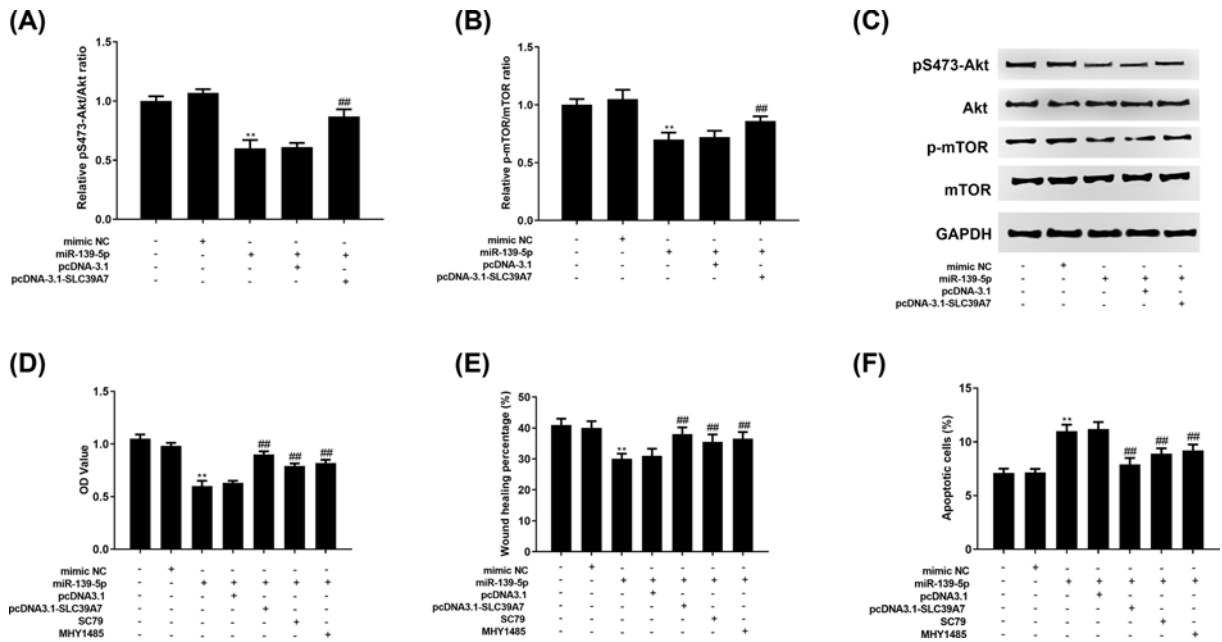 (A)
Relative pS473-Akt/Akt ratio
1.5
1.0
0.5
0.0
**
##
mimic NC - + - - -
miR-139-5p - - + + +
pcDNA-3.1 - - - + -
pcDNA-3.1-SLC39A7 - - - - +
(B)
Relative p-mTOR/mTOR ratio
1.5
1.0
0.5
0.0
**
##
mimic NC - + - - -
miR-139-5p - - + + +
pcDNA-3.1 - - - + -
pcDNA-3.1-SLC39A7 - - - - +
(C)
pS473-Akt
Akt
p-mTOR
mTOR
GAPDH
mimic NC - + - - -
miR-139-5p - - + + +
pcDNA-3.1 - - - + -
pcDNA-3.1-SLC39A7 - - - - +
(D)
OD Value
1.5
1.0
0.5
0.0
**
##
##
##
mimic NC - + - - - - -
miR-139-5p - - + + + + +
pcDNA3.1 - - - + - - -
pcDNA3.1-SLC39A7 - - - - + - -
SC79 - - - - - + -
MHY1485 - - - - - - +
(E)
Wound healing percentage (%)
50
40
30
20
10
0
**
##
##
##
mimic NC - + - - - - -
miR-139-5p - - + + + + +
pcDNA3.1 - - - + - - -
pcDNA3.1-SLC39A7 - - - - + - -
SC79 - - - - - + -
MHY1485 - - - - - - +
(F)
Apoptotic cells (%)
15
10
5
0
**
##
##
##
mimic NC - + - - - - -
miR-139-5p - - + + + + +
pcDNA3.1 - - - + - - -
pcDNA3.1-SLC39A7 - - - - + - -
SC79 - - - - - + -
MHY1485 - - - - - - +